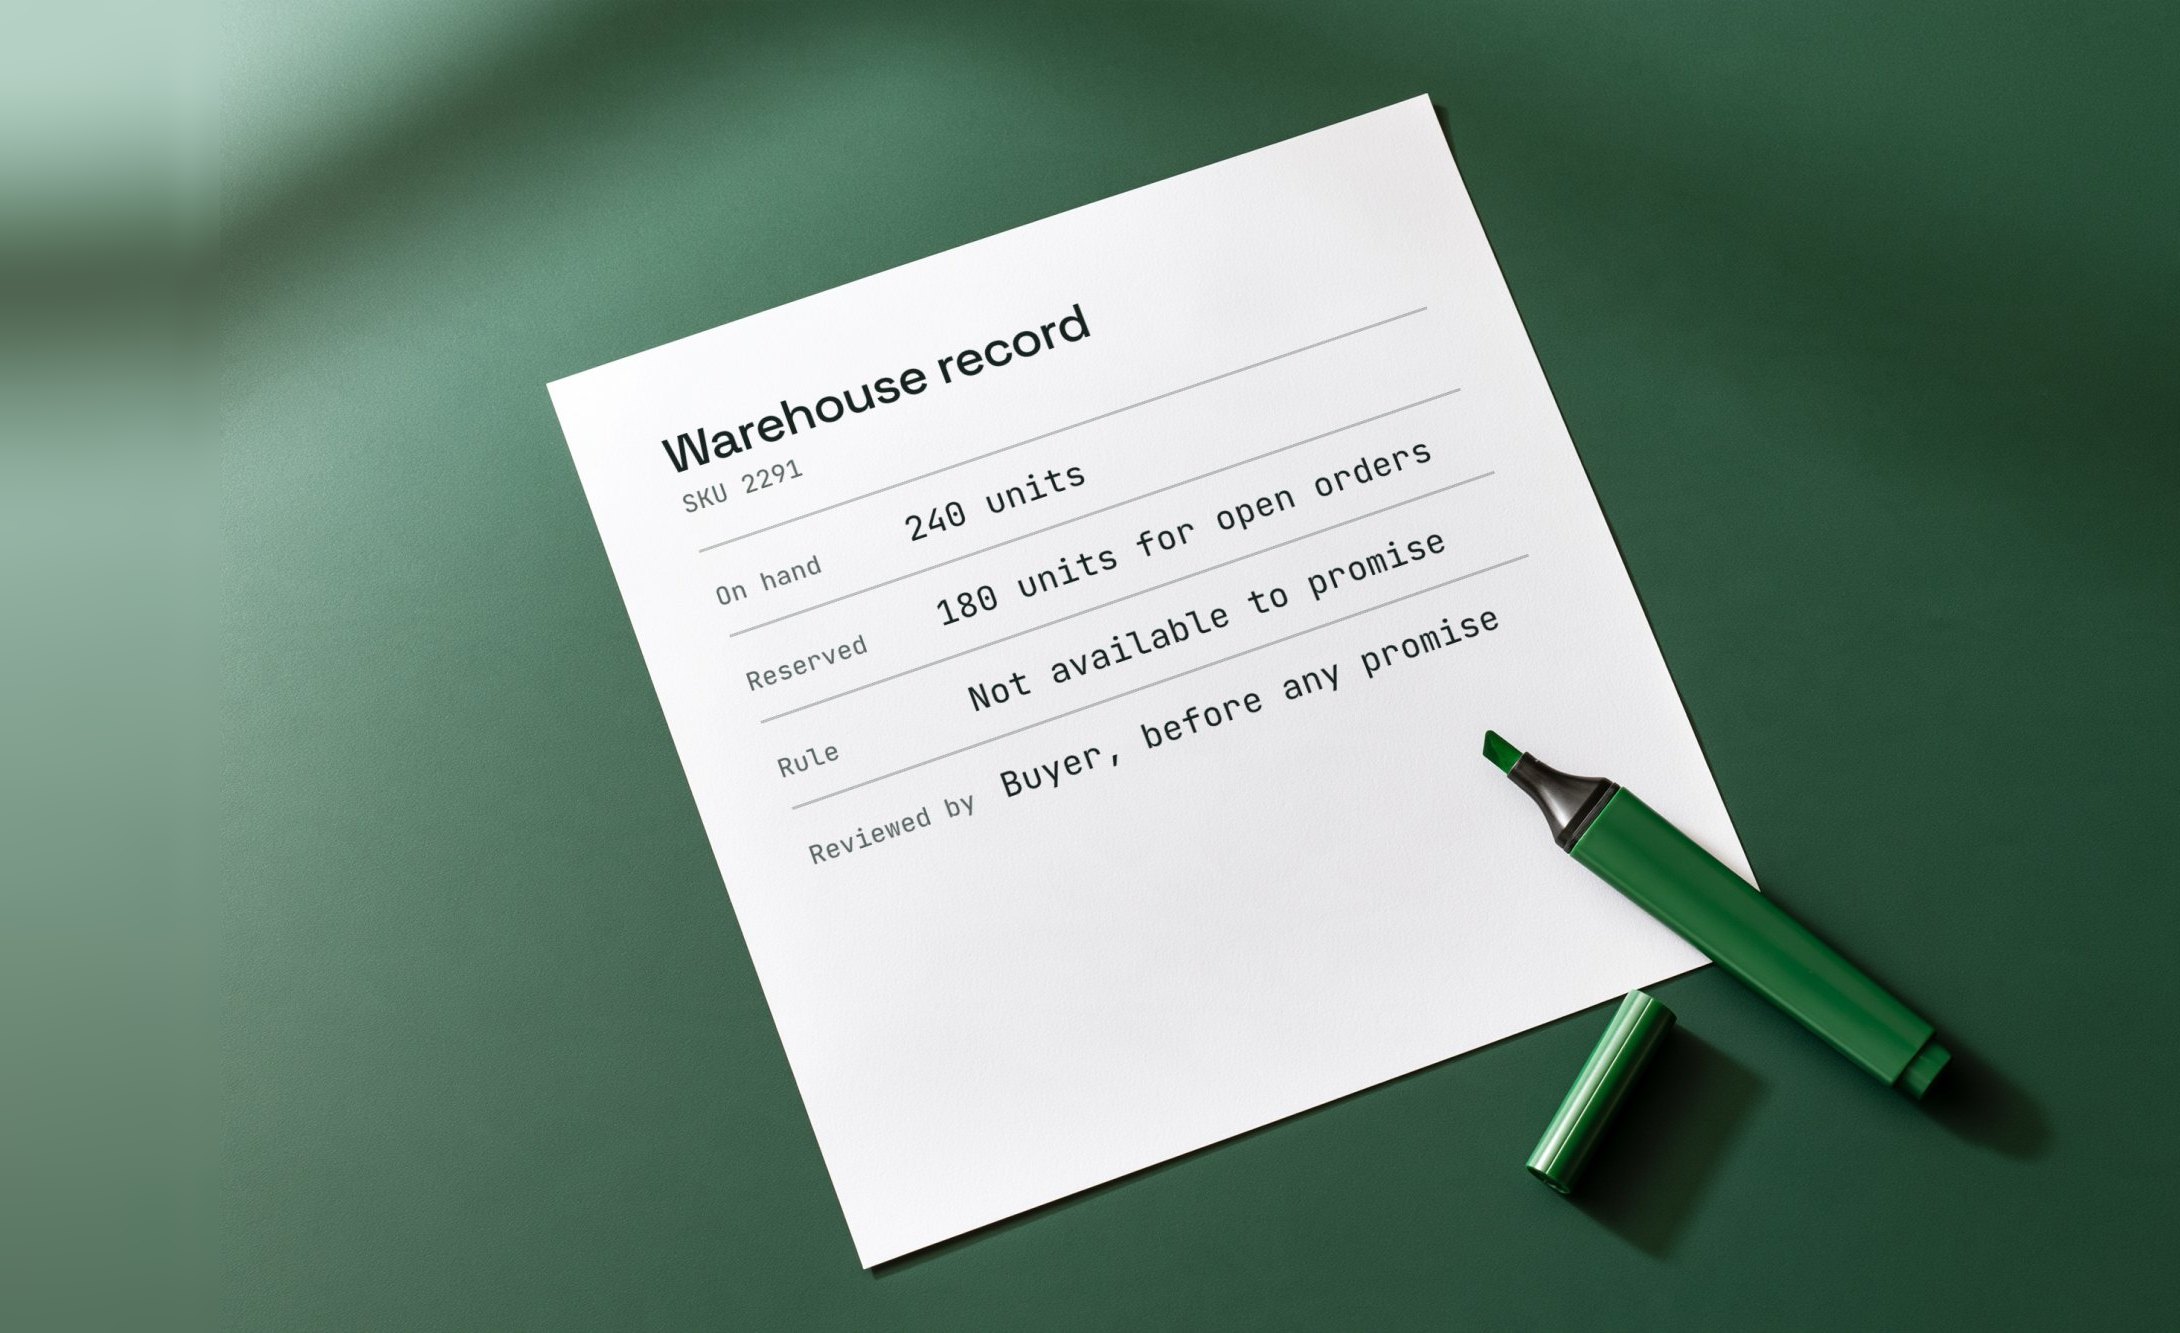 Warehouse record
SKU 2291
On hand 240 units
Reserved 180 units for open orders
Rule Not available to promise
Reviewed by Buyer, before any promise